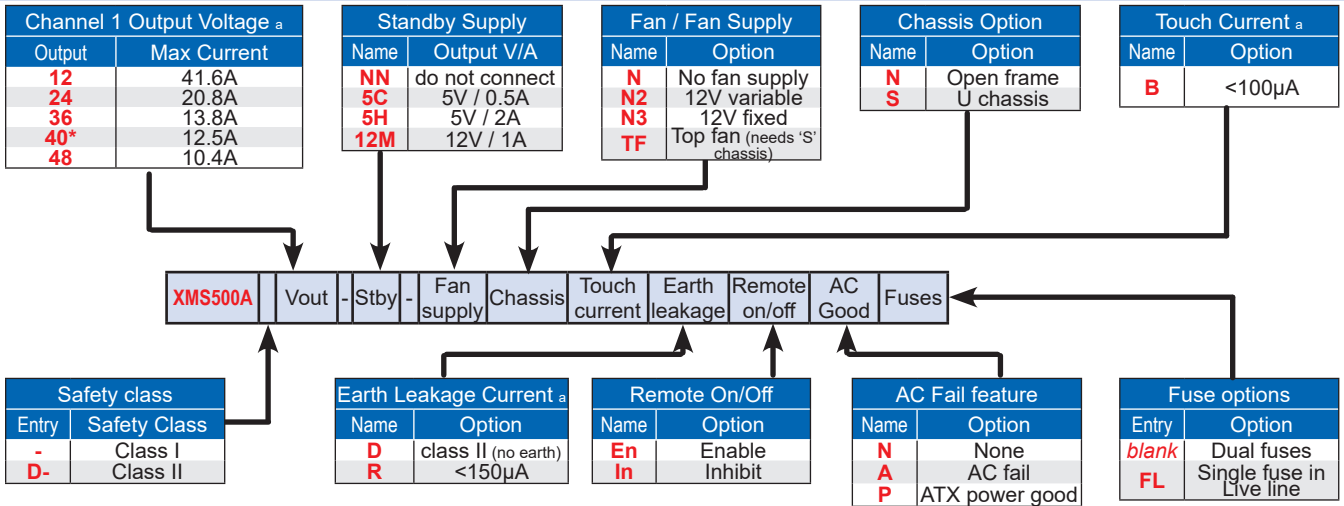 Channel 1 Output Voltage a
Output Max Current
12 41.6A
24 20.8A
36 13.8A
40* 12.5A
48 10.4A
Standby Supply
Name Output V/A
NN do not connect
5C 5V / 0.5A
5H 5V / 2A
12M 12V / 1A
Fan / Fan Supply
Name Option
N No fan supply
N2 12V variable
N3 12V fixed
TF Top fan (needs ‘S’
chassis)
Chassis Option
Name Option
N Open frame
S U chassis
Touch Current a
Name Option
B <100µA
XMS500A Vout - Stby - Fan
supply Chassis Touch
current Earth
leakage Remote
on/off AC
Good Fuses
Safety class
Entry Safety Class
- Class I
D- Class II
Earth Leakage Current a
Name Option
D class II (no earth)
R <150µA
Remote On/Off
Name Option
En Enable
In Inhibit
AC Fail feature
Name Option
N None
A AC fail
P ATX power good
Fuse options
Entry Option
blank Dual fuses
FL Single fuse in
Live line